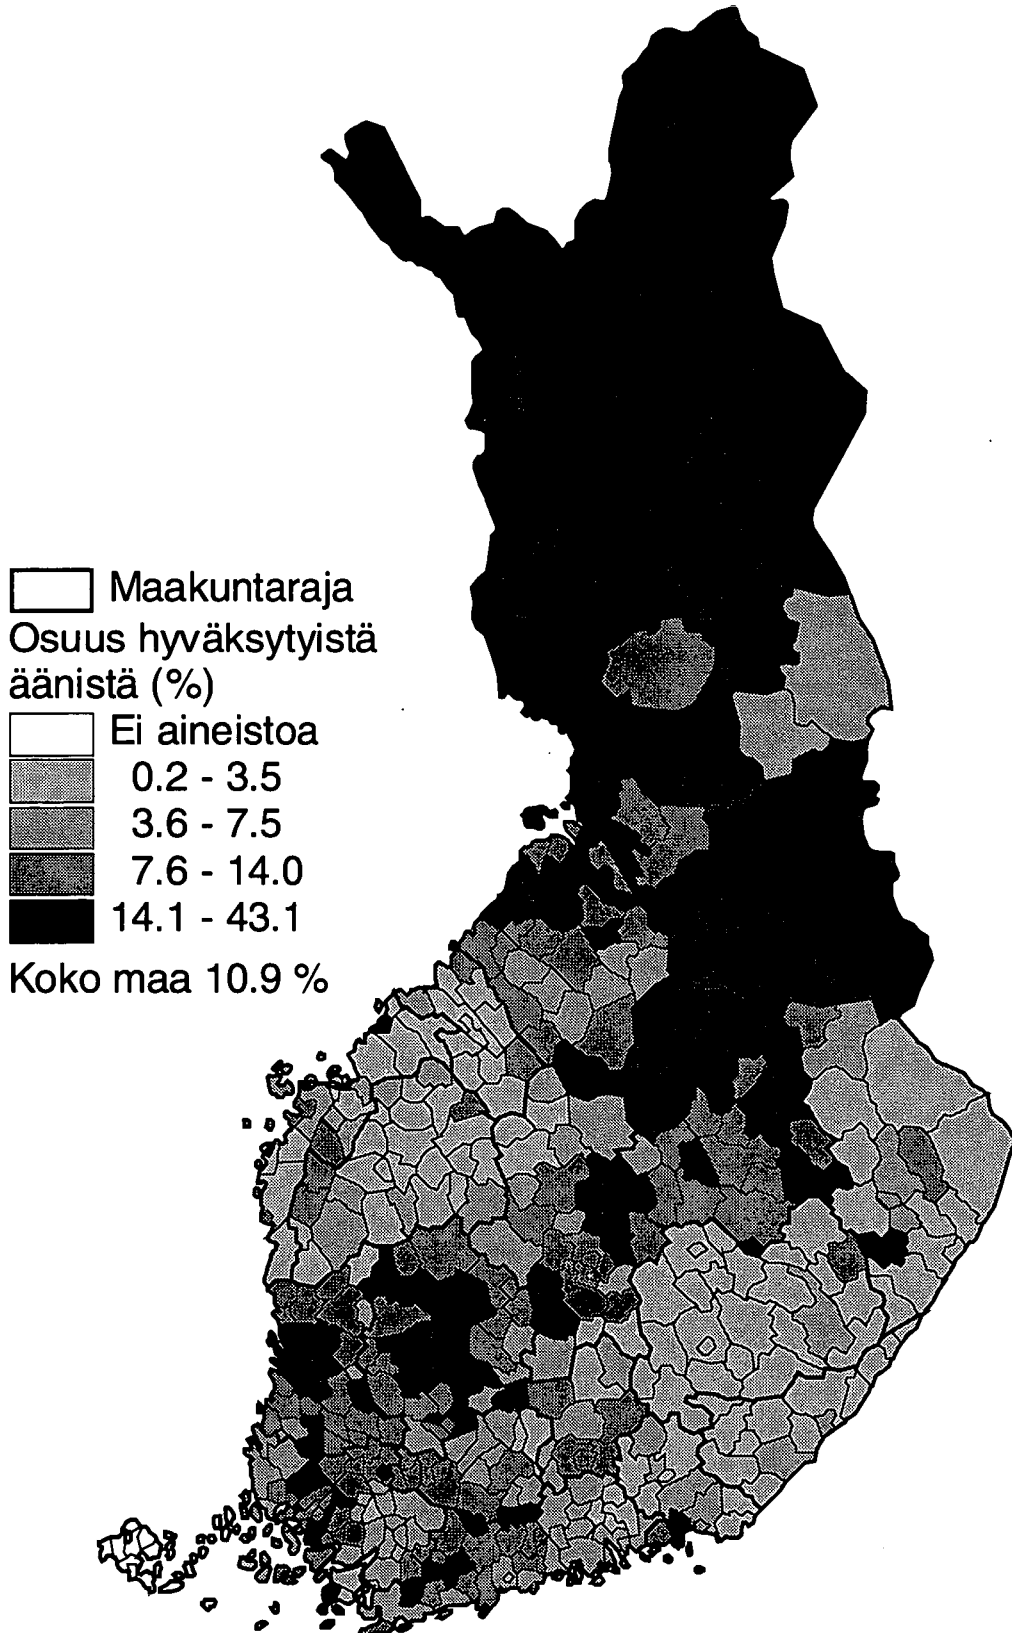 Maakuntaraja
Osuus hyväksytyistä
äänistä (%)
Ei aineistoa
0.2 - 3.5
3.6 - 7.5
7.6 - 14.0
14.1 - 43.1
Koko maa 10.9 %